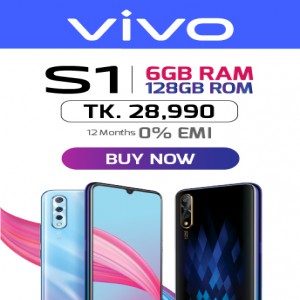 vivo
S1 | 6GB RAM
128GB ROM
TK. 28,990
12 Months 0% EMI
BUY NOW